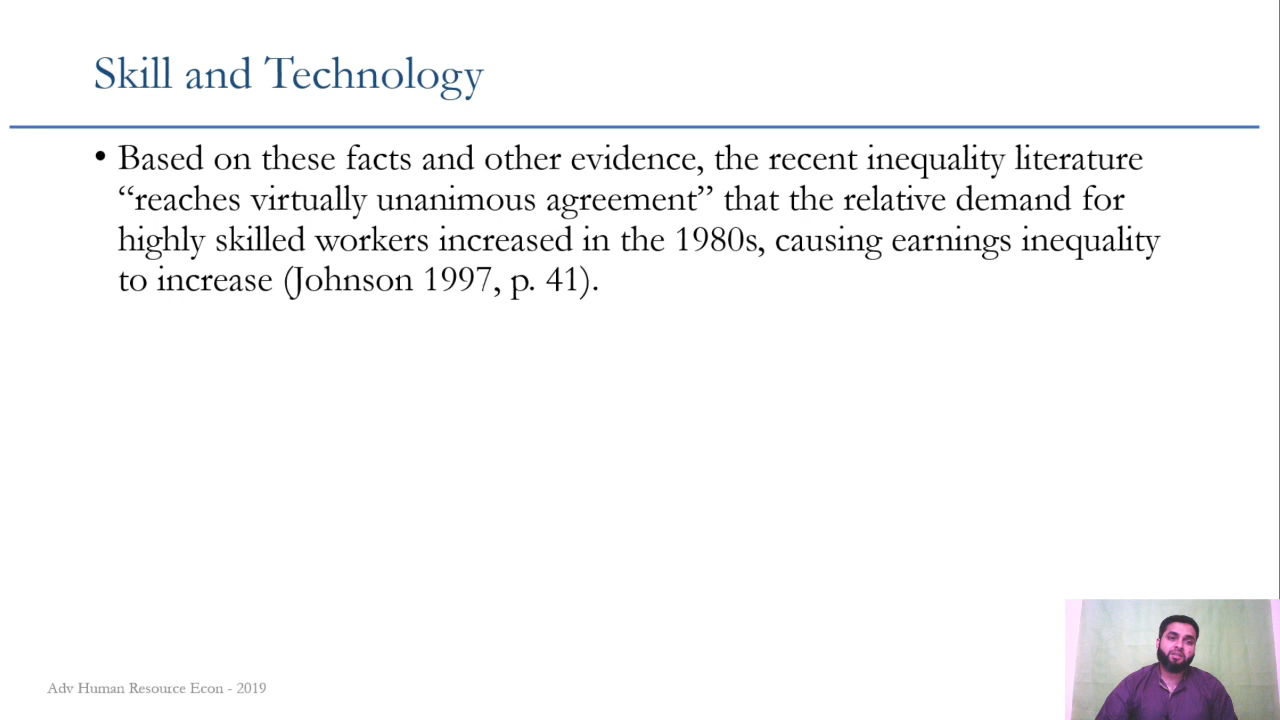 Skill and Technology
• Based on these facts and other evidence, the recent inequality literature
“reaches virtually unanimous agreement” that the relative demand for
highly skilled workers increased in the 1980s, causing earnings inequality
to increase (Johnson 1997, p. 41).
Adv Human Resource Econ - 2019